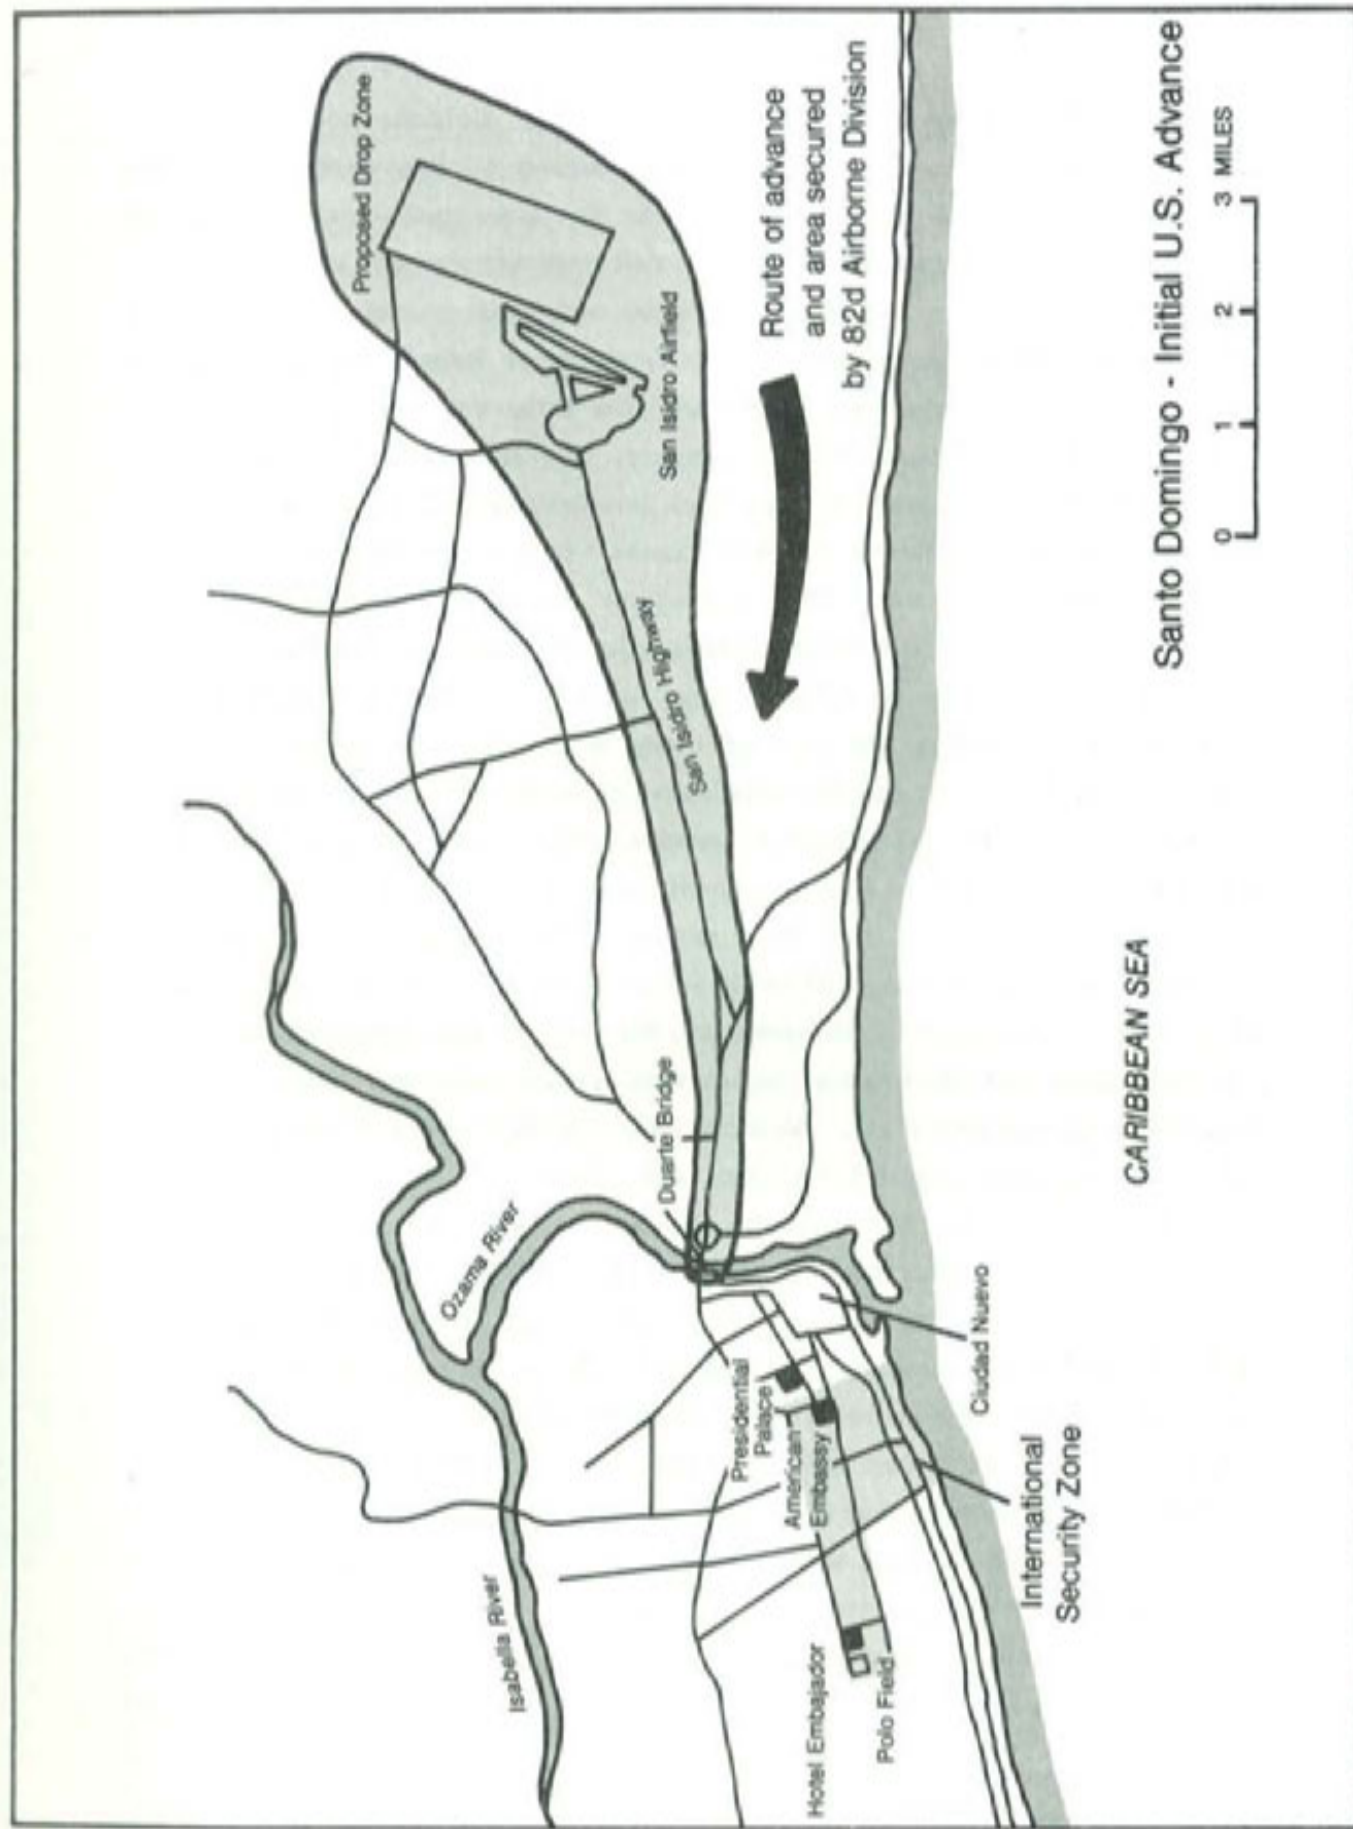 Proposed Drop Zone
San Isidro Airfield
Route of advance
and area secured
by 82d Airborne Division
San Isidro Highway
Duarte Bridge
Ozama River
Isabella River
Presidential
Palace
American
Embassy
Hotel Embajador
Polo Field
Ciudad Nuevo
International
Security Zone
CARIBBEAN SEA
Santo Domingo - Initial U.S. Advance
0 1 2 3 MILES